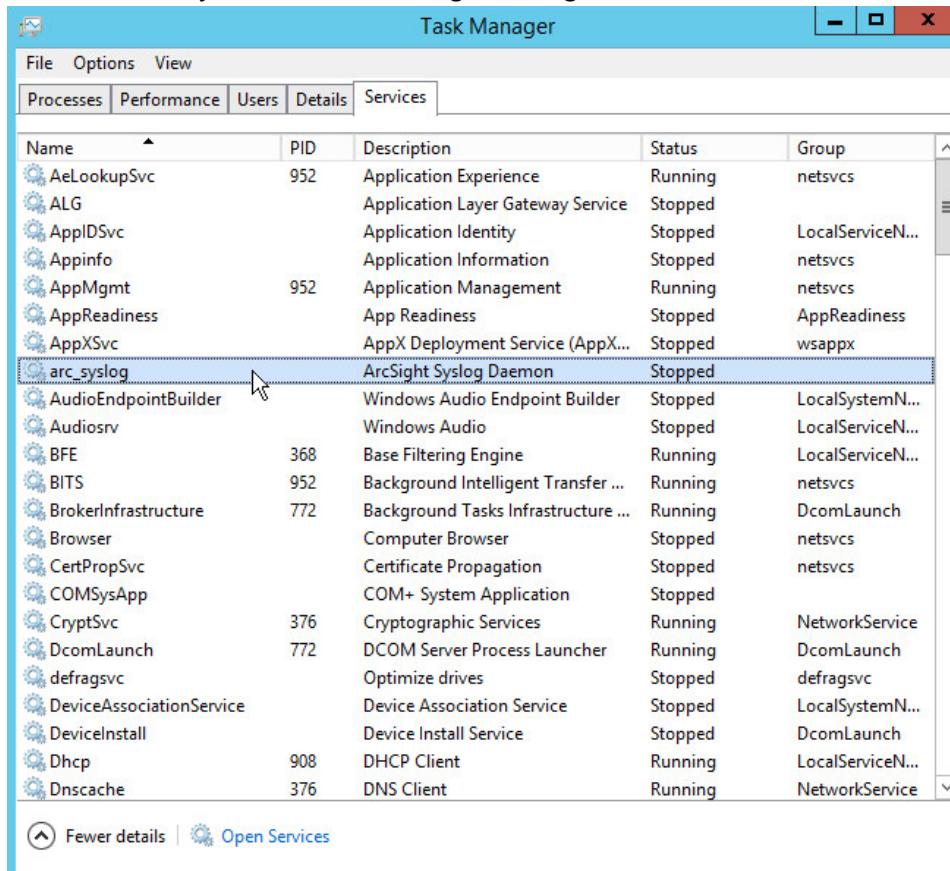 Task Manager
File Options View
Processes Performance Users Details Services
Name PID Description Status Group
AeLookupSvc 952 Application Experience Running netsvcs
ALG Application Layer Gateway Service Stopped
AppIDSvc Application Identity Stopped LocalServiceN...
Appinfo Application Information Stopped netsvcs
AppMgmt 952 Application Management Running netsvcs
AppReadiness App Readiness Stopped AppReadiness
AppXSvc AppX Deployment Service (AppX... Stopped wsappx
arc_syslog ArcSight Syslog Daemon Stopped
AudioEndpointBuilder Windows Audio Endpoint Builder Stopped LocalSystemN...
Audiosrv Windows Audio Stopped LocalServiceN...
BFE 368 Base Filtering Engine Running LocalServiceN...
BITS 952 Background Intelligent Transfer ... Running netsvcs
BrokerInfrastructure 772 Background Tasks Infrastructure ... Running DcomLaunch
Browser Computer Browser Stopped netsvcs
CertPropSvc Certificate Propagation Stopped netsvcs
COMSysApp COM+ System Application Stopped
CryptSvc 376 Cryptographic Services Running NetworkService
DcomLaunch 772 DCOM Server Process Launcher Running DcomLaunch
defragsvc Optimize drives Stopped defragsvc
DeviceAssociationService Device Association Service Stopped LocalSystemN...
DeviceInstall Device Install Service Stopped DcomLaunch
Dhcp 908 DHCP Client Running LocalServiceN...
Dnscache 376 DNS Client Running NetworkService
Fewer details Open Services